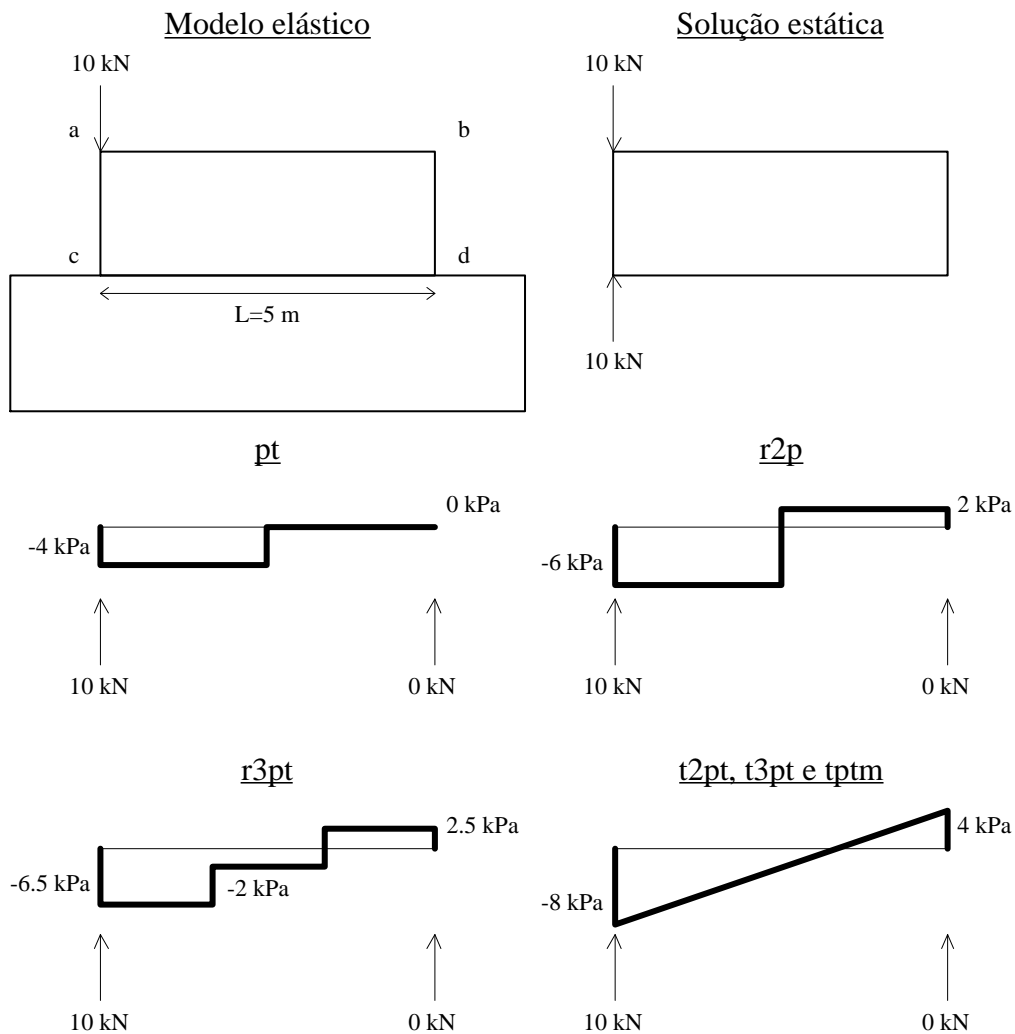 Modelo elástico
Solução estática
10 kN
10 kN
a
b
c
d
L=5 m
10 kN
pt
r2p
0 kPa
-4 kPa
2 kPa
-6 kPa
10 kN
0 kN
10 kN
0 kN
r3pt
t2pt, t3pt e tptm
2.5 kPa
-6.5 kPa
-2 kPa
4 kPa
-8 kPa
10 kN
0 kN
10 kN
0 kN